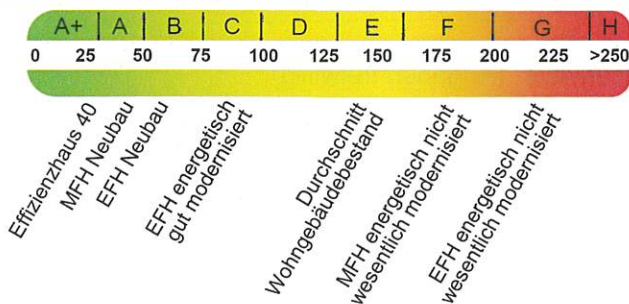 A+ A B C D E F G H
0 25 50 75 100 125 150 175 200 225 >250
Effizienzhaus 40
MFH Neubau
EFH Neubau
EFH energetisch
gut modernisiert
Durchschnitt
Wohngebäudebestand
MFH energetisch nicht
wesentlich modernisiert
EFH energetisch nicht
wesentlich modernisiert